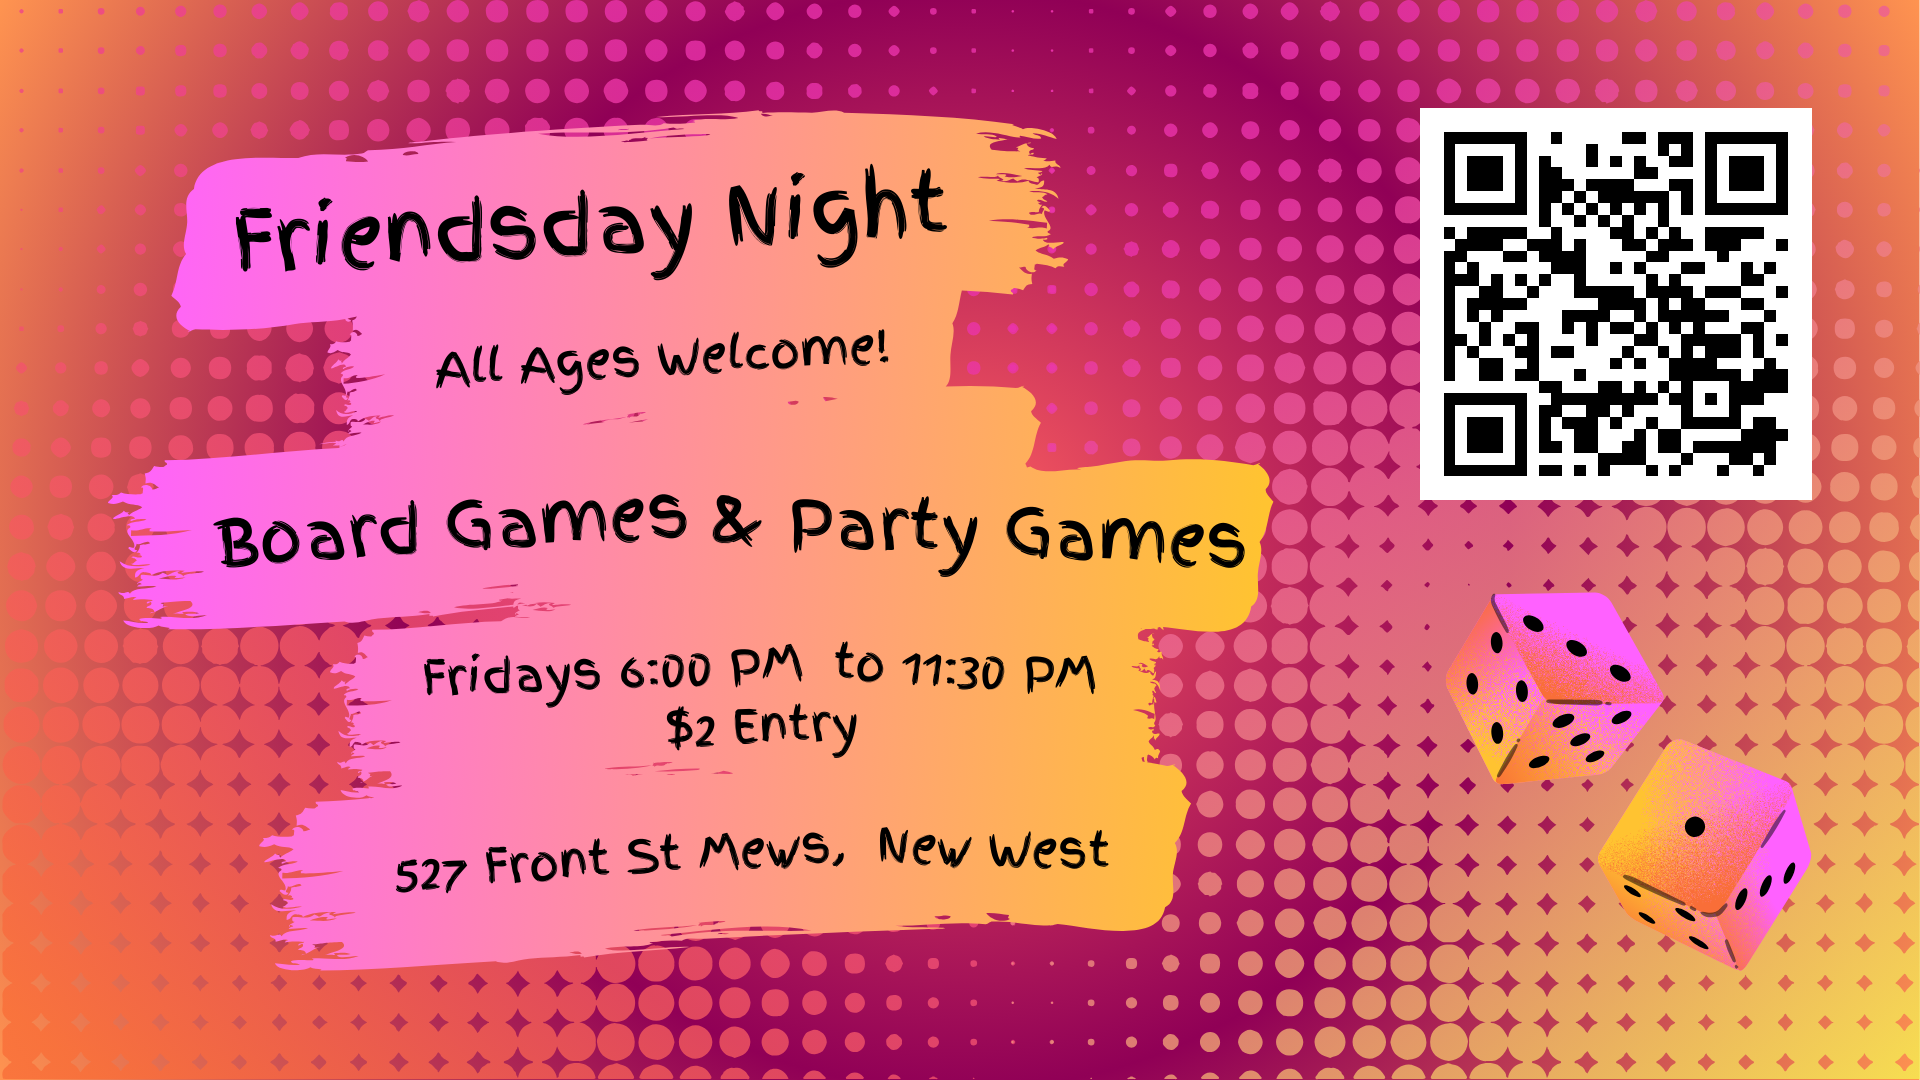 Friendsday Night
All Ages Welcome!
Board Games & Party Games
Fridays 6:00 PM to 11:30 PM
$2 Entry
527 Front St Mews, New West